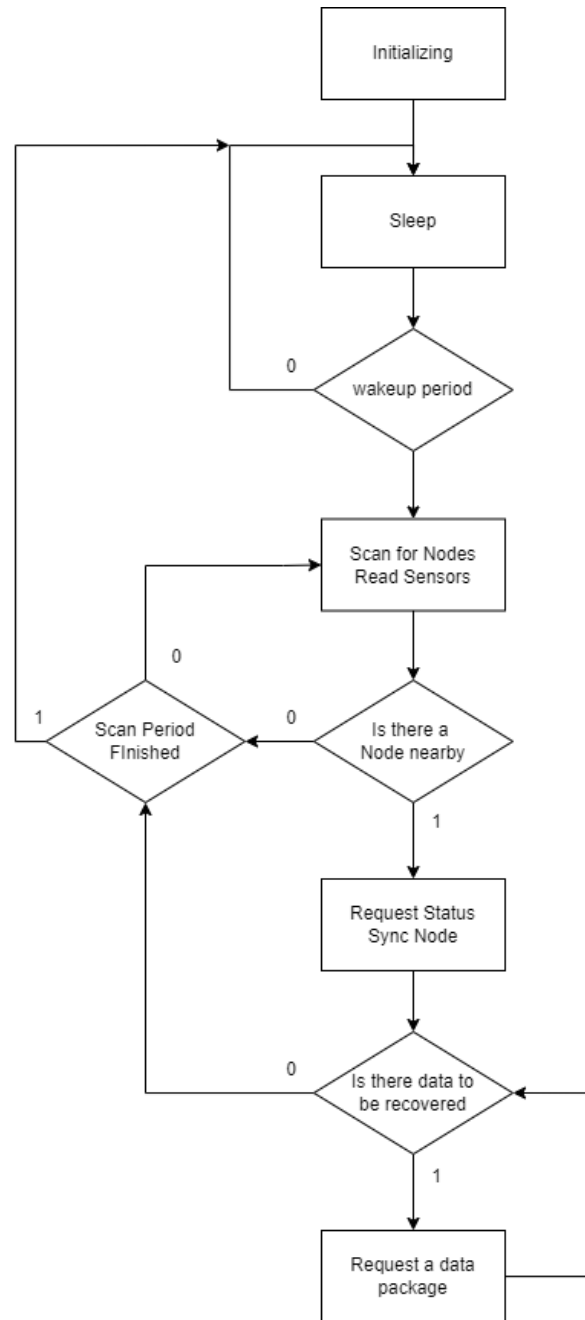 Initializing
Sleep
0
wakeup period
Scan for Nodes
Read Sensors
0
1
Scan Period
FInished
0
Is there a
Node nearby
1
Request Status
Sync Node
0
Is there data to
be recovered
1
Request a data
package